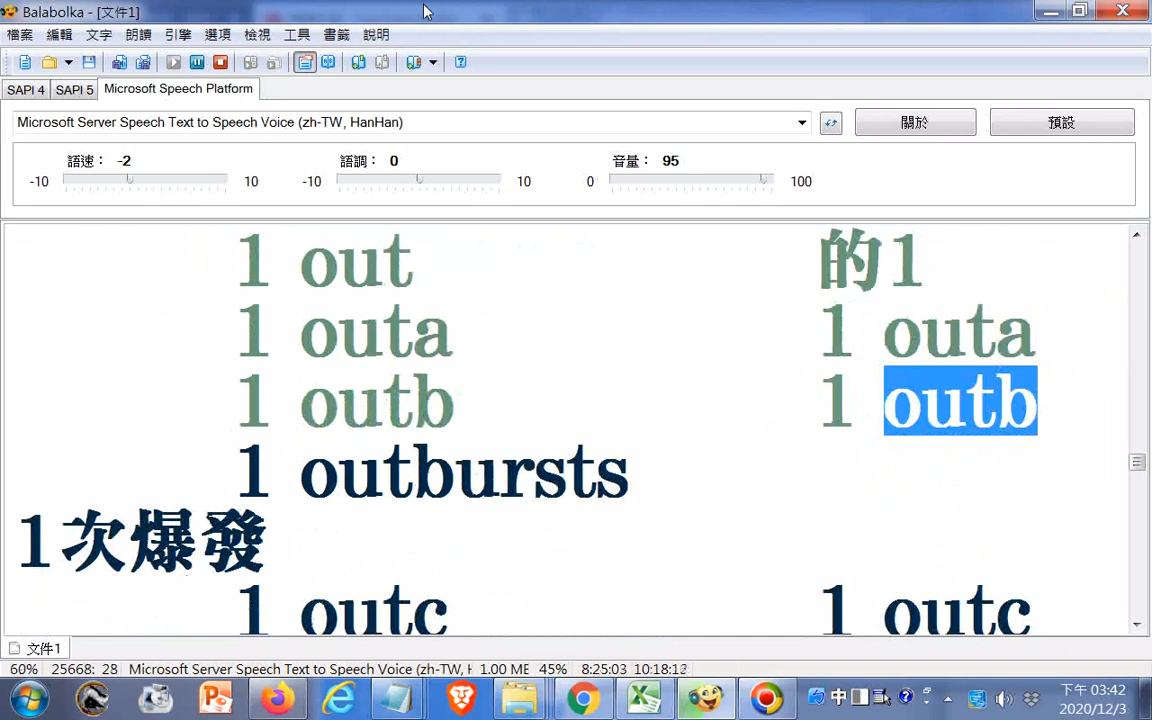 Balabolka - [文件1]
檔案 編輯 文字 朗讀 引擎 選項 檢視 工具 書籤 說明
SAPI 4 SAPI 5 Microsoft Speech Platform
Microsoft Server Speech Text to Speech Voice (zh-TW, HanHan) 關於 預設
語速： -2 語調： 0 音量： 95
-10 10 -10 10 0 100
1 out 的1
1 outa 1 outa
1 outb 1 outb
1 outbursts
1次爆發
1 outc 1 outc
文件1
60% 25668: 28 Microsoft Server Speech Text to Speech Voice (zh-TW, H 1.00 ME 45% 8:25:03 10:18:12
中 下午 03:42
2020/12/3